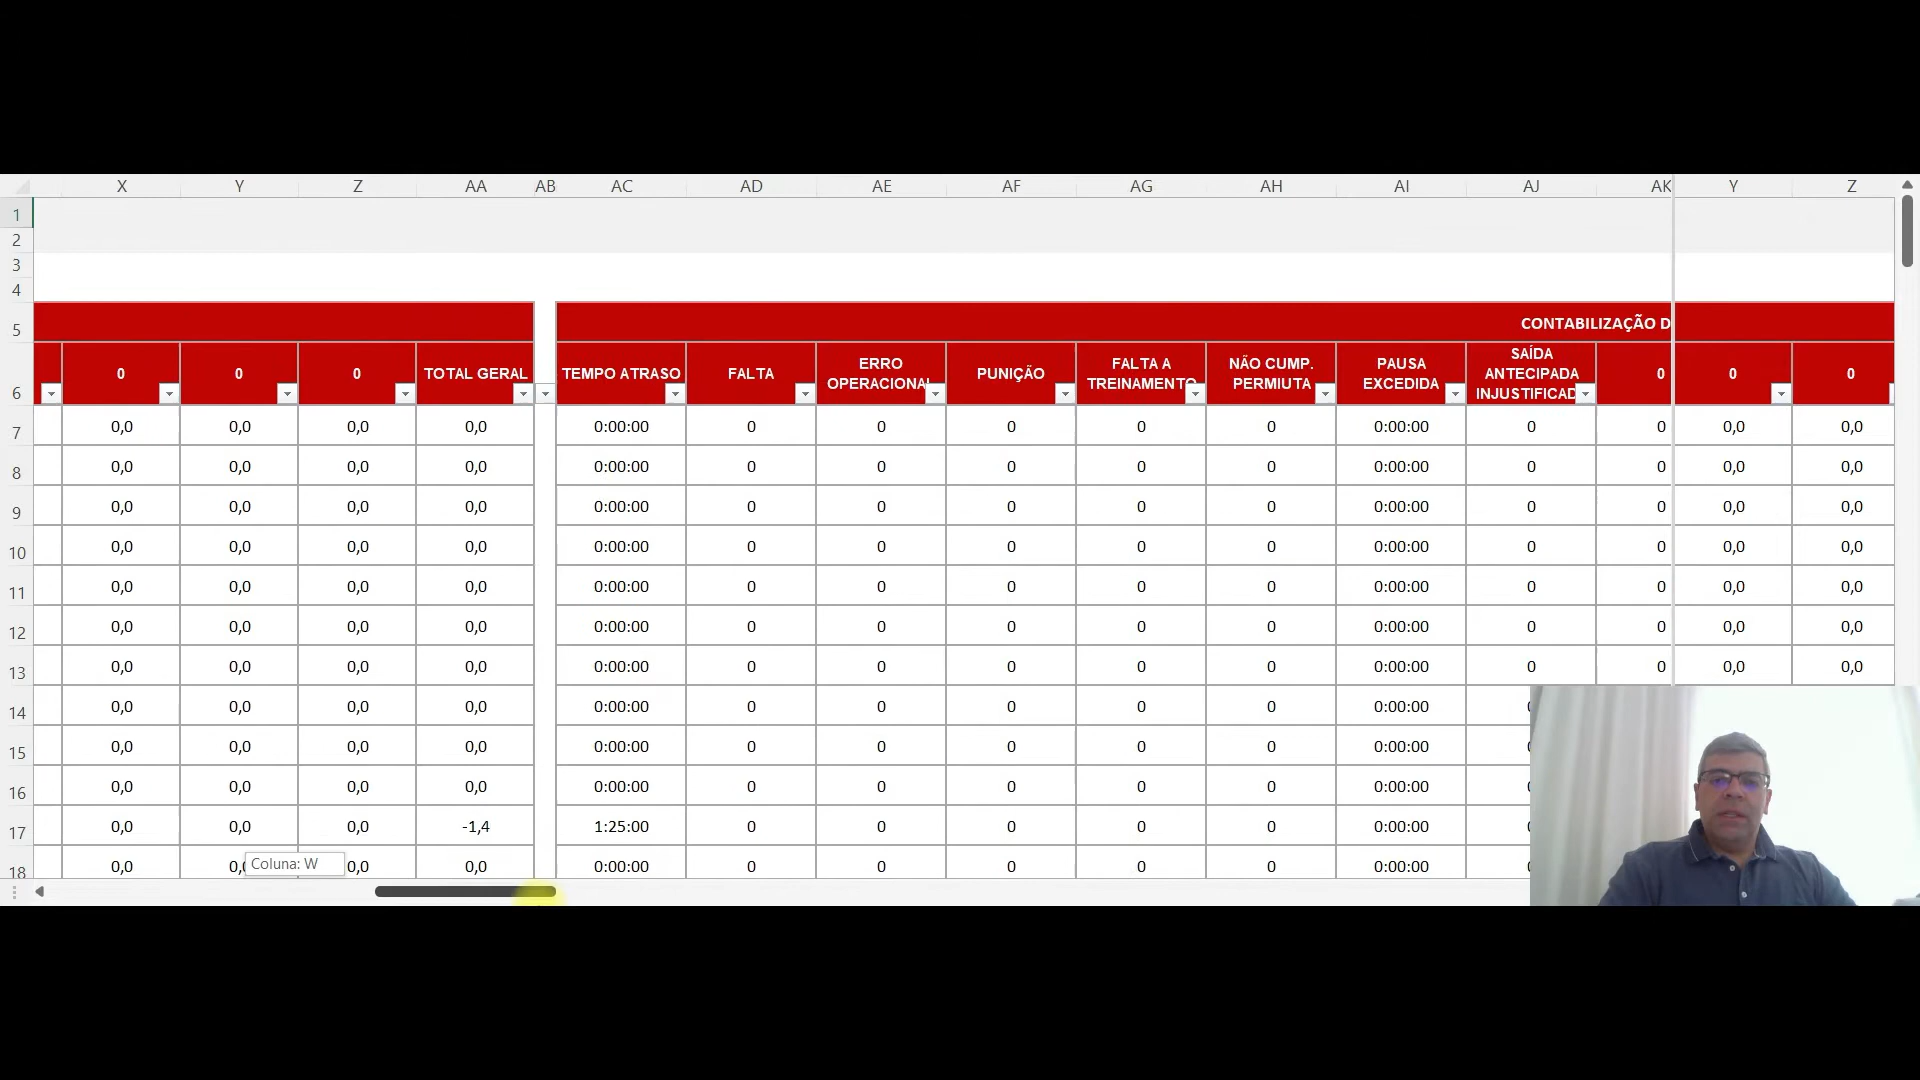 X Y Z AA AB AC AD AE AF AG AH AI AJ AK Y Z
1
2
3
4
5 CONTABILIZAÇÃO D
6 0 0 0 TOTAL GERAL TEMPO ATRASO FALTA ERRO OPERACIONAL PUNIÇÃO FALTA A TREINAMENTO NÃO CUMP. PERMIUTA PAUSA EXCEDIDA SAÍDA ANTECIPADA INJUSTIFICAD 0 0 0
7 0,0 0,0 0,0 0,0 0:00:00 0 0 0 0 0 0:00:00 0 0 0,0 0,0
8 0,0 0,0 0,0 0,0 0:00:00 0 0 0 0 0 0:00:00 0 0 0,0 0,0
9 0,0 0,0 0,0 0,0 0:00:00 0 0 0 0 0 0:00:00 0 0 0,0 0,0
10 0,0 0,0 0,0 0,0 0:00:00 0 0 0 0 0 0:00:00 0 0 0,0 0,0
11 0,0 0,0 0,0 0,0 0:00:00 0 0 0 0 0 0:00:00 0 0 0,0 0,0
12 0,0 0,0 0,0 0,0 0:00:00 0 0 0 0 0 0:00:00 0 0 0,0 0,0
13 0,0 0,0 0,0 0,0 0:00:00 0 0 0 0 0 0:00:00 0 0 0,0 0,0
14 0,0 0,0 0,0 0,0 0:00:00 0 0 0 0 0 0:00:00
15 0,0 0,0 0,0 0,0 0:00:00 0 0 0 0 0 0:00:00
16 0,0 0,0 0,0 0,0 0:00:00 0 0 0 0 0 0:00:00
17 0,0 0,0 0,0 -1,4 1:25:00 0 0 0 0 0 0:00:00
18 0,0 0,0 0,0 0,0 0:00:00 0 0 0 0 0 0:00:00
Coluna: W